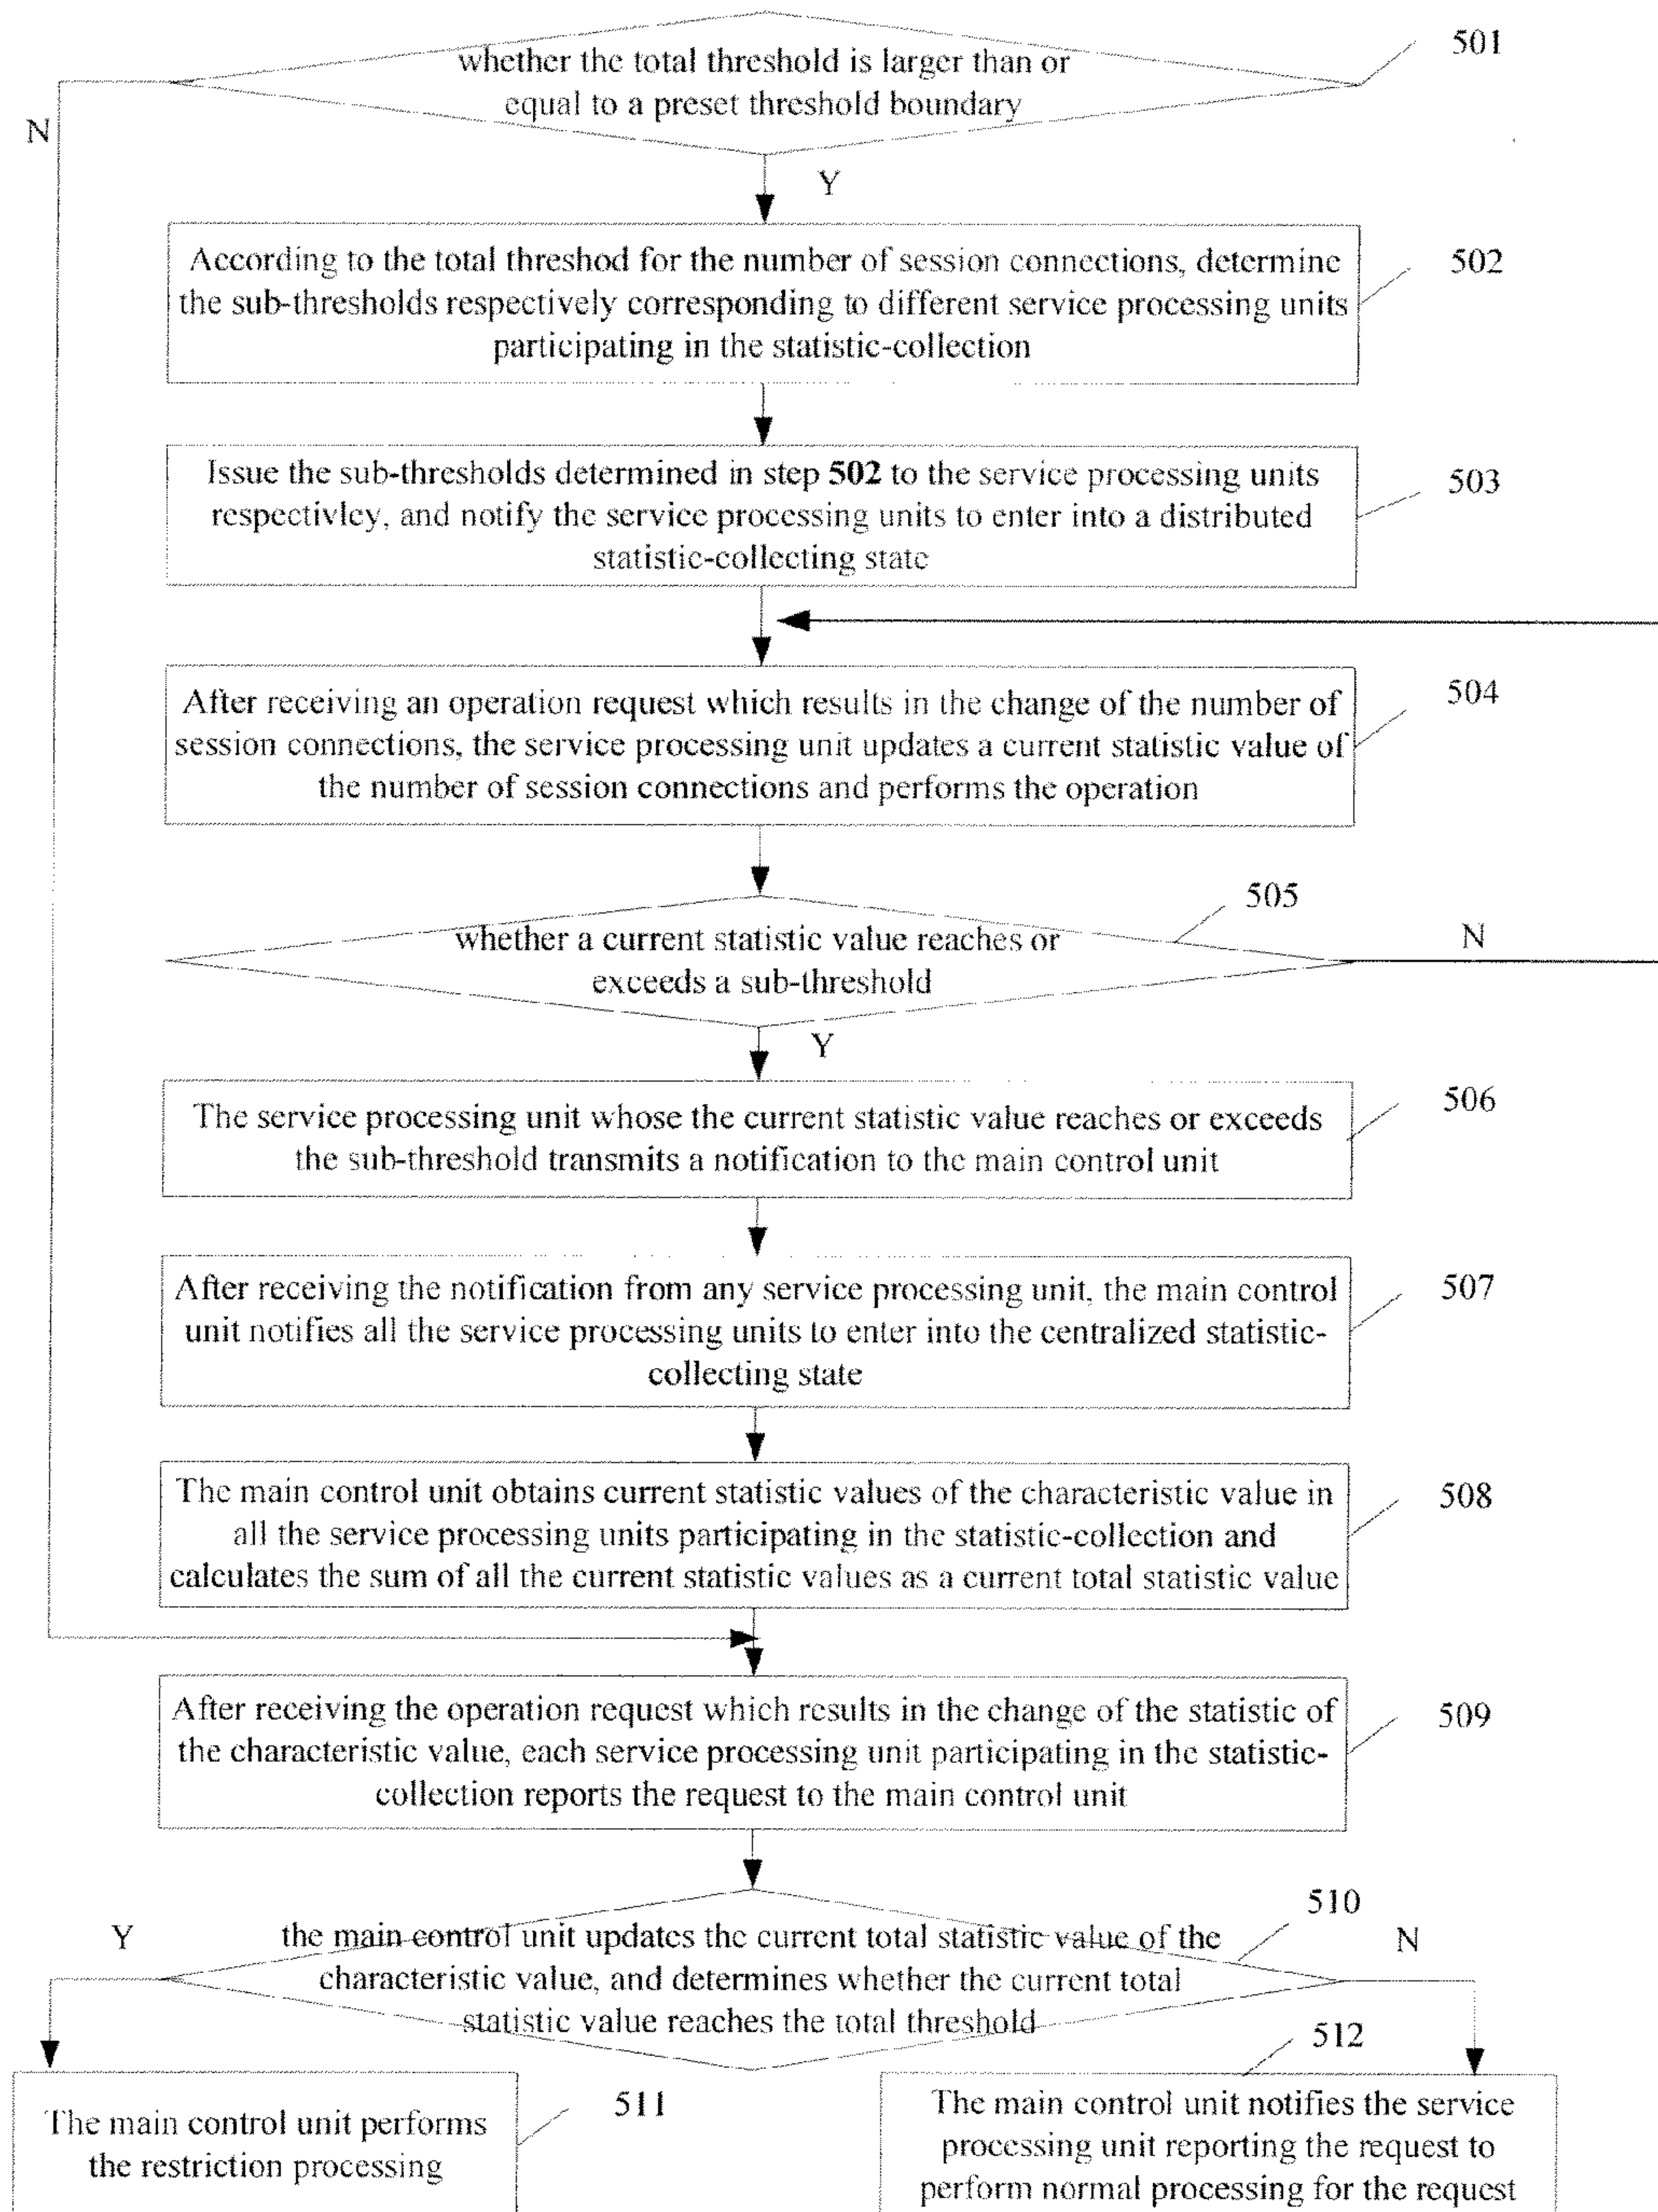 501
whether the total threshold is larger than or
equal to a preset threshold boundary
N
Y
According to the total threshod for the number of session connections, determine
the sub-thresholds respectively corresponding to different service processing units
participating in the statistic-collection
502
Issue the sub-thresholds determined in step 502 to the service processing units
respectivley, and notify the service processing units to enter into a distributed
statistic-collecting state
503
After receiving an operation request which results in the change of the number of
session connections, the service processing unit updates a current statistic value of
the number of session connections and performs the operation
504
505
whether a current statistic value reaches or
exceeds a sub-threshold
N
Y
The service processing unit whose the current statistic value reaches or exceeds
the sub-threshold transmits a notification to the main control unit
506
After receiving the notification from any service processing unit, the main control
unit notifies all the service processing units to enter into the centralized statistic-
collecting state
507
The main control unit obtains current statistic values of the characteristic value in
all the service processing units participating in the statistic-collection and
calculates the sum of all the current statistic values as a current total statistic value
508
After receiving the operation request which results in the change of the statistic of
the characteristic value, each service processing unit participating in the statistic-
collection reports the request to the main control unit
509
510
Y
the main control unit updates the current total statistic value of the
characteristic value, and determines whether the current total
statistic value reaches the total threshold
N
512
511
The main control unit performs
the restriction processing
The main control unit notifies the service
processing unit reporting the request to
perform normal processing for the request